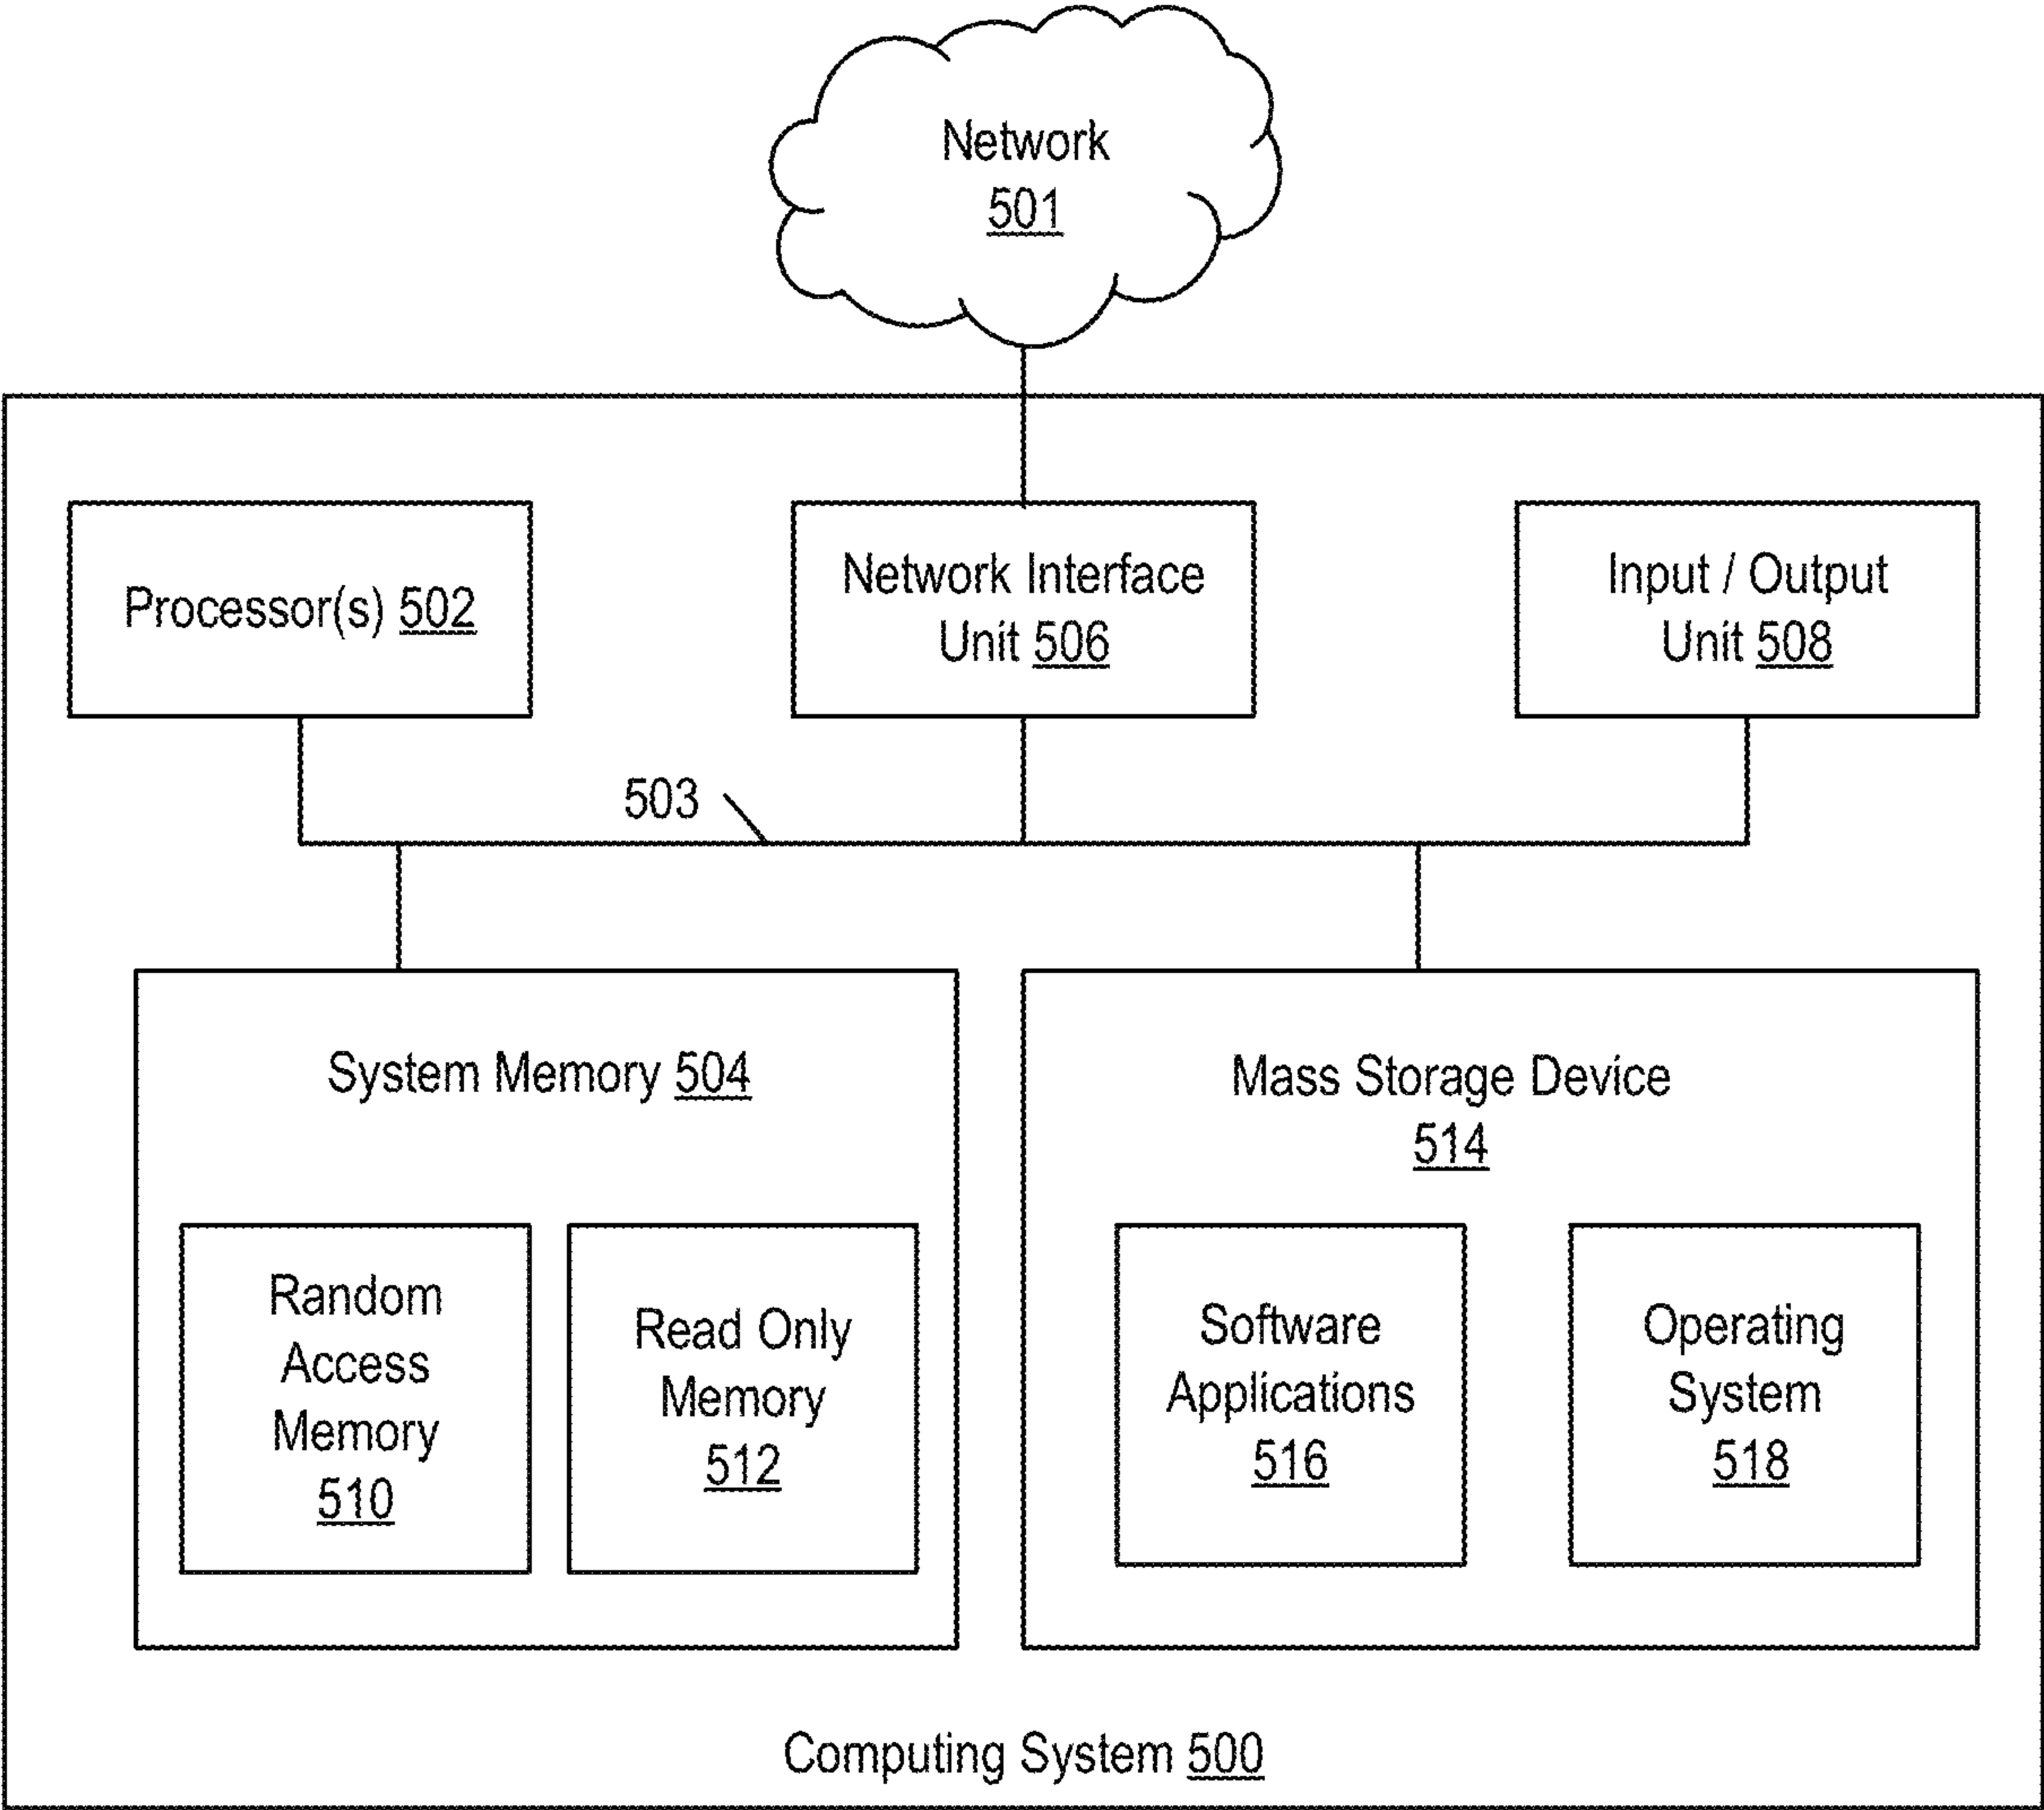 Network
501
Processor(s) 502
Network Interface
Unit 506
Input / Output
Unit 508
503
System Memory 504
Random
Access
Memory
510
Read Only
Memory
512
Mass Storage Device
514
Software
Applications
516
Operating
System
518
Computing System 500